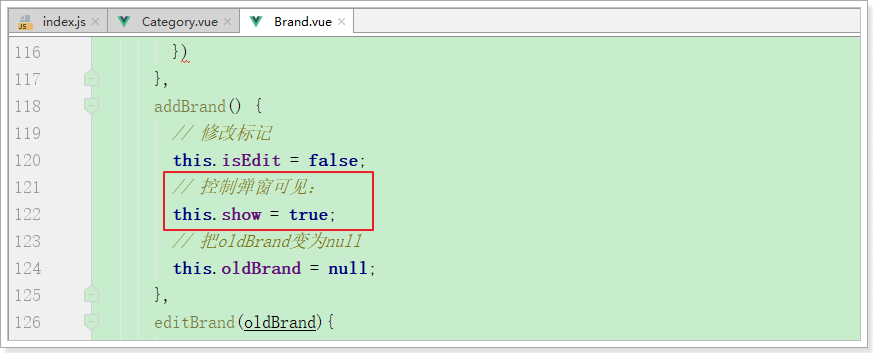 index.js
Category.vue
Brand.vue
116 })
117 },
118 addBrand() {
119 // 修改标记
120 this.isEdit = false;
121 // 控制弹窗可见：
122 this.show = true;
123 // 把oldBrand变为null
124 this.oldBrand = null;
125 },
126 editBrand(oldBrand){